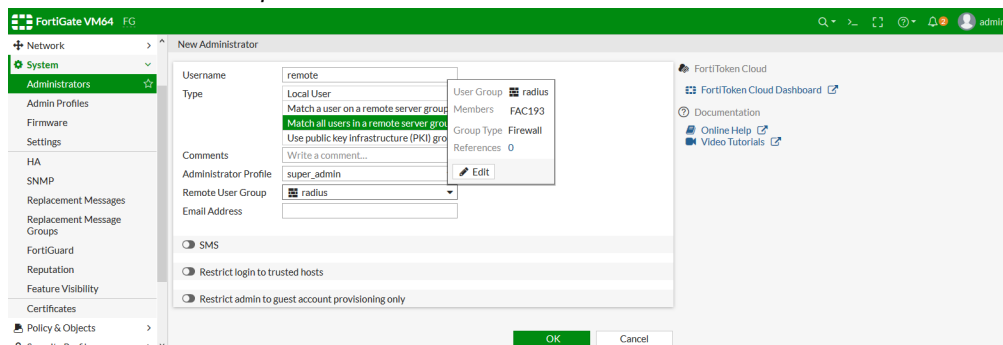 FortiGate VM64 FG
admin
2
Network
System
Administrators
Admin Profiles
Firmware
Settings
HA
SNMP
Replacement Messages
Replacement Message
Groups
FortiGuard
Reputation
Feature Visibility
Certificates
Policy & Objects
New Administrator
Username remote
Type Local User
Match a user on a remote server group
Match all users in a remote server grou
Use public key infrastructure (PKI) gro
Comments Write a comment...
Administrator Profile super_admin
Remote User Group radius
Email Address
SMS
Restrict login to trusted hosts
Restrict admin to guest account provisioning only
OK Cancel
User Group radius
Members FAC193
Group Type Firewall
References 0
Edit
FortiToken Cloud
FortiToken Cloud Dashboard
Documentation
Online Help
Video Tutorials